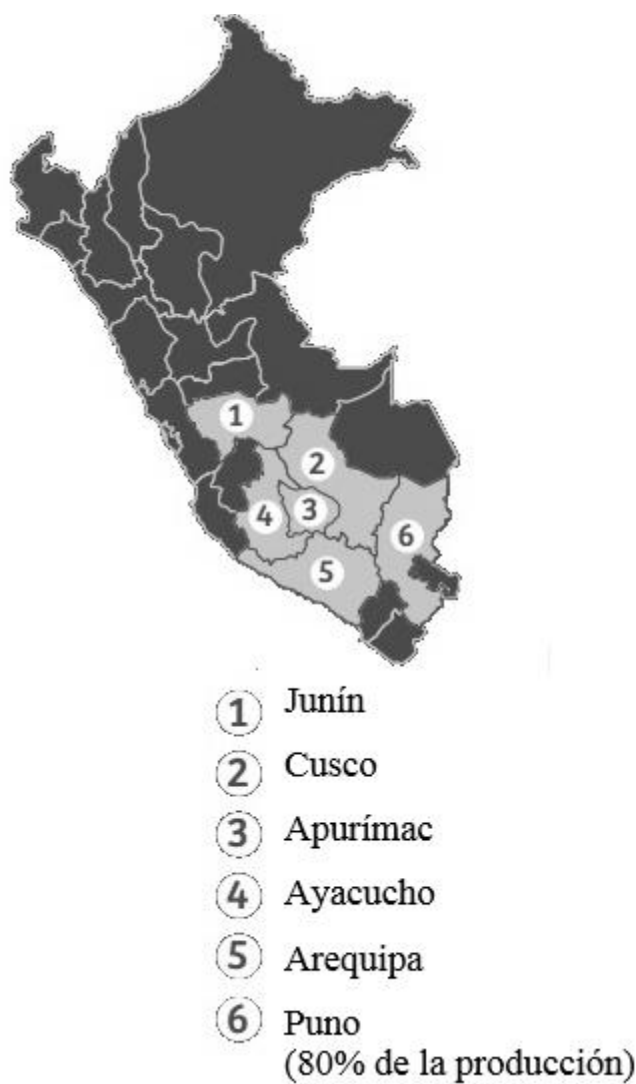 1
2
3
4
5
6
1 Junín
2 Cusco
3 Apurímac
4 Ayacucho
5 Arequipa
6 Puno
(80% de la producción)